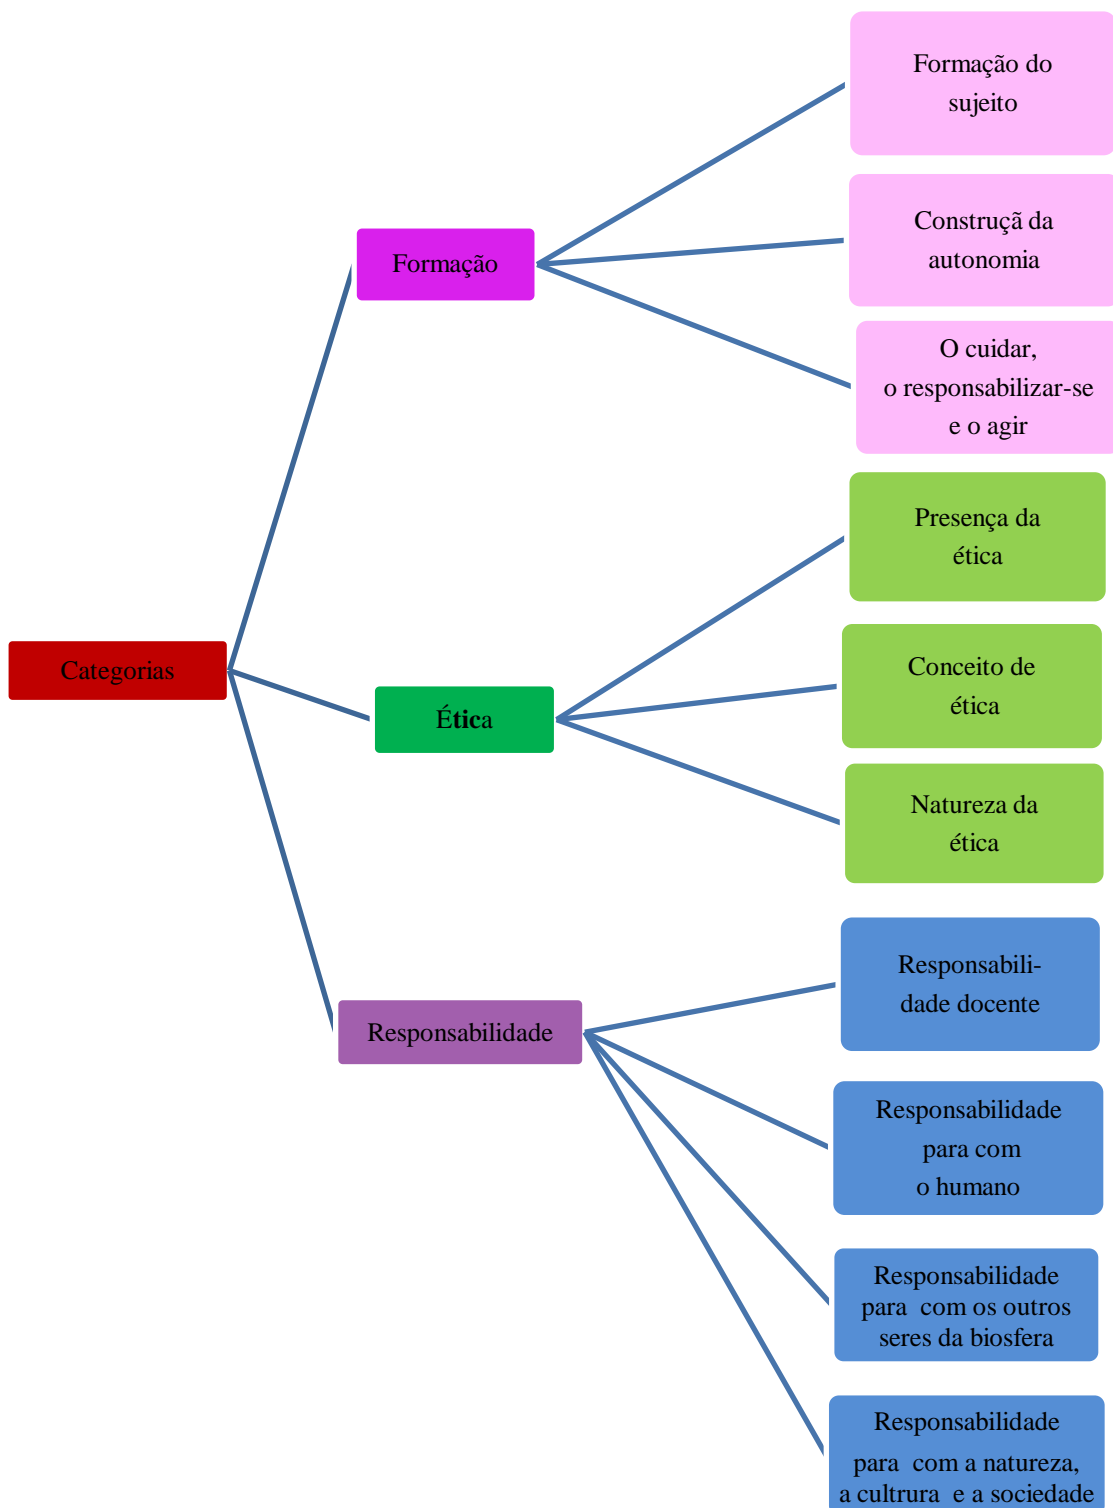 Categorias
Formação
Formação do
sujeito
Construçã da
autonomia
O cuidar,
o responsabilizar-se
e o agir
Ética
Presença da
ética
Conceito de
ética
Natureza da
ética
Responsabilidade
Responsabili-
dade docente
Responsabilidade
para com
o humano
Responsabilidade
para com os outros
seres da biosfera
Responsabilidade
para com a natureza,
a cultrura e a sociedade